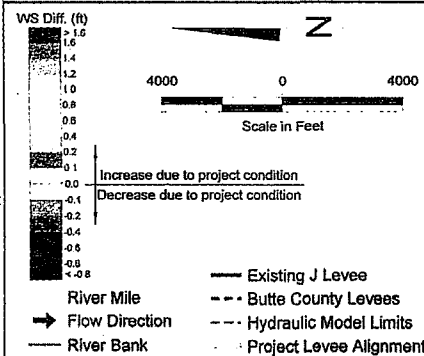 WS Diff. (ft)
> 1.6
1.6
1.4
1.2
1.0
0.8
0.6
0.4
0.2
0.1
-0.0
-0.1
-0.2
-0.4
-0.6
< -0.8
N
4000 0 4000
Scale in Feet
Increase due to project condition
Decrease due to project condition
River Mile
Flow Direction
River Bank
Existing J Levee
Butte County Levees
Hydraulic Model Limits
Project Levee Alignment